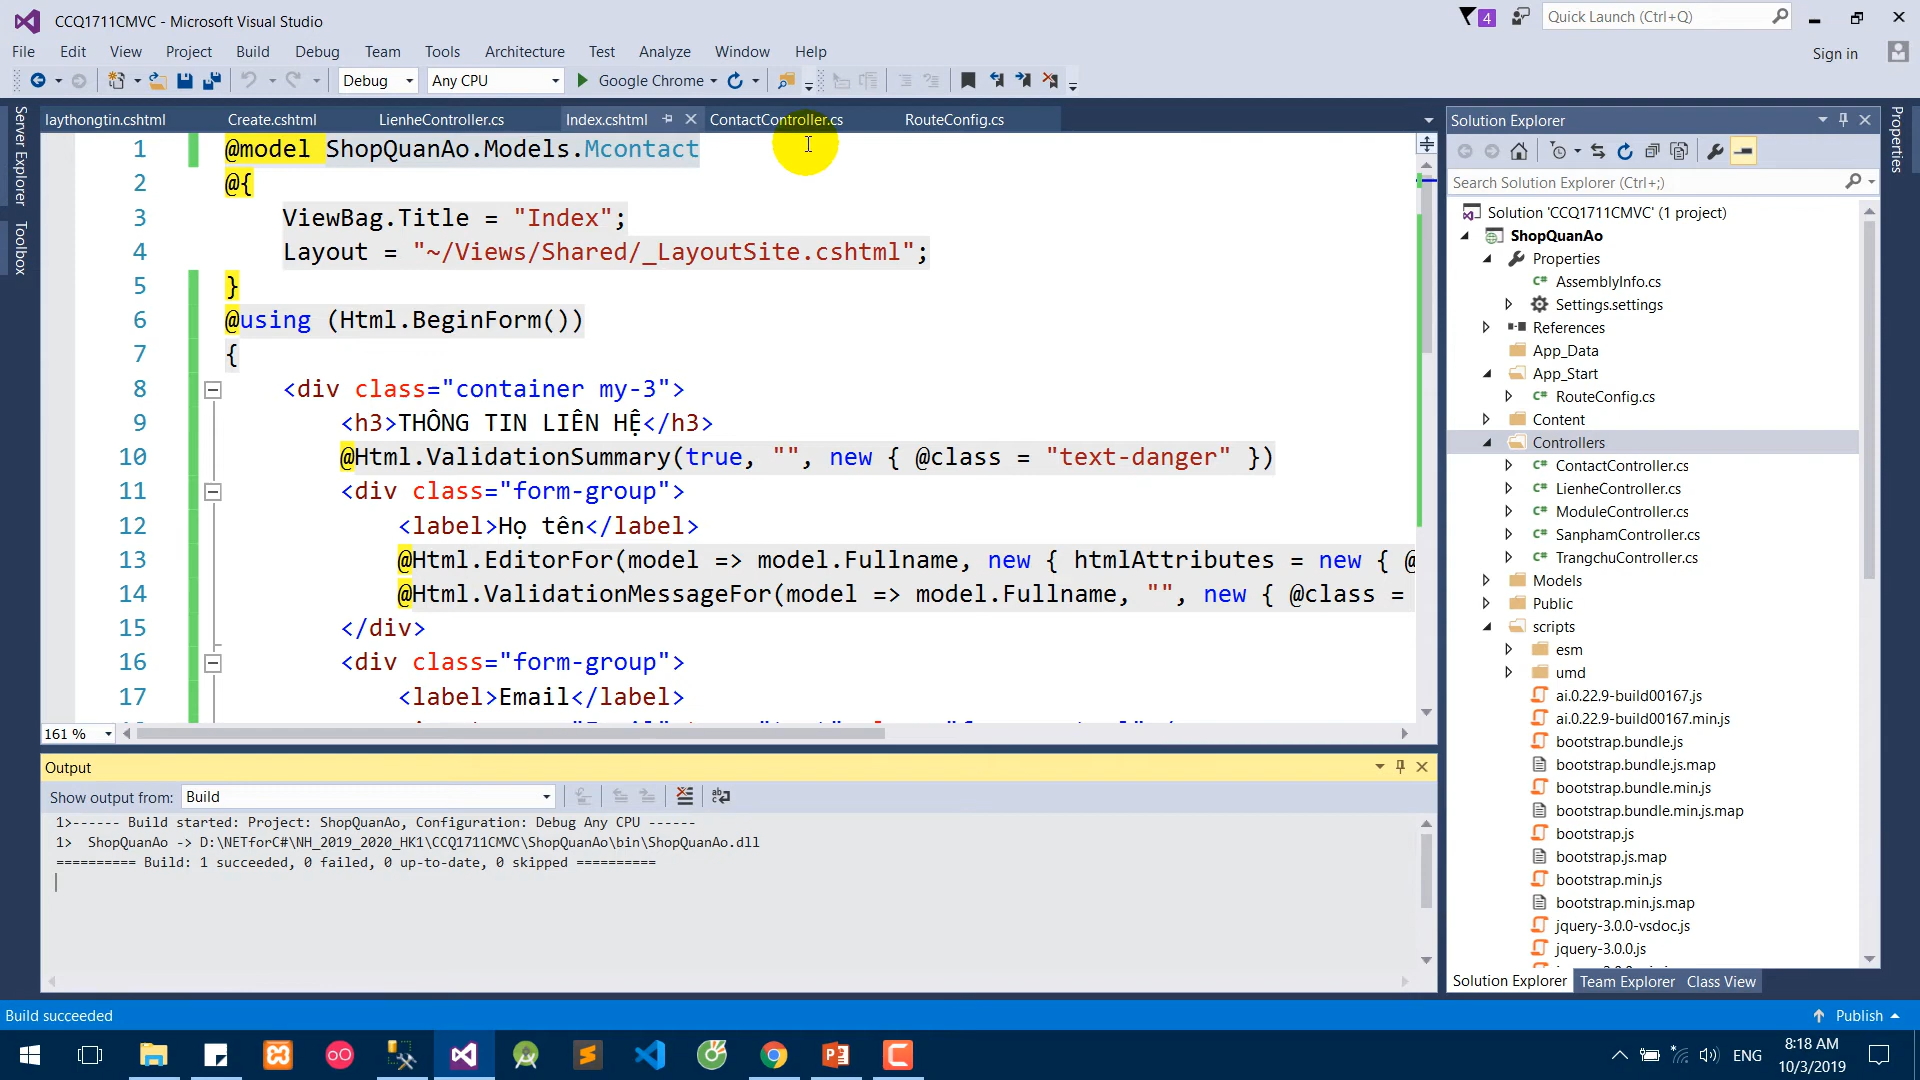 CCQ1711CMVC - Microsoft Visual Studio
4
Quick Launch (Ctrl+Q)
File Edit View Project Build Debug Team Tools Architecture Test Analyze Window Help
Sign in
Debug Any CPU Google Chrome
Server Explorer
Toolbox
laythongtin.cshtml Create.cshtml LienheController.cs Index.cshtml ContactController.cs RouteConfig.cs
1 @model ShopQuanAo.Models.Mcontact
2 @{
3 ViewBag.Title = "Index";
4 Layout = "~/Views/Shared/_LayoutSite.cshtml";
5 }
6 @using (Html.BeginForm())
7 {
8 <div class="container my-3">
9 <h3>THÔNG TIN LIÊN HỆ</h3>
10 @Html.ValidationSummary(true, "", new { @class = "text-danger" })
11 <div class="form-group">
12 <label>Họ tên</label>
13 @Html.EditorFor(model => model.Fullname, new { htmlAttributes = new { @
14 @Html.ValidationMessageFor(model => model.Fullname, "", new { @class =
15 </div>
16 <div class="form-group">
17 <label>Email</label>
161 %
Output
Show output from: Build
1>------ Build started: Project: ShopQuanAo, Configuration: Debug Any CPU ------
1> ShopQuanAo -> D:\NETforC#\NH_2019_2020_HK1\CCQ1711CMVC\ShopQuanAo\bin\ShopQuanAo.dll
========== Build: 1 succeeded, 0 failed, 0 up-to-date, 0 skipped ==========
Solution Explorer
Search Solution Explorer (Ctrl+;)
Solution 'CCQ1711CMVC' (1 project)
ShopQuanAo
Properties
AssemblyInfo.cs
Settings.settings
References
App_Data
App_Start
RouteConfig.cs
Content
Controllers
ContactController.cs
LienheController.cs
ModuleController.cs
SanphamController.cs
TrangchuController.cs
Models
Public
scripts
esm
umd
ai.0.22.9-build00167.js
ai.0.22.9-build00167.min.js
bootstrap.bundle.js
bootstrap.bundle.js.map
bootstrap.bundle.min.js
bootstrap.bundle.min.js.map
bootstrap.js
bootstrap.js.map
bootstrap.min.js
bootstrap.min.js.map
jquery-3.0.0-vsdoc.js
jquery-3.0.0.js
Solution Explorer Team Explorer Class View
Properties
Build succeeded
Publish
ENG
8:18 AM
10/3/2019